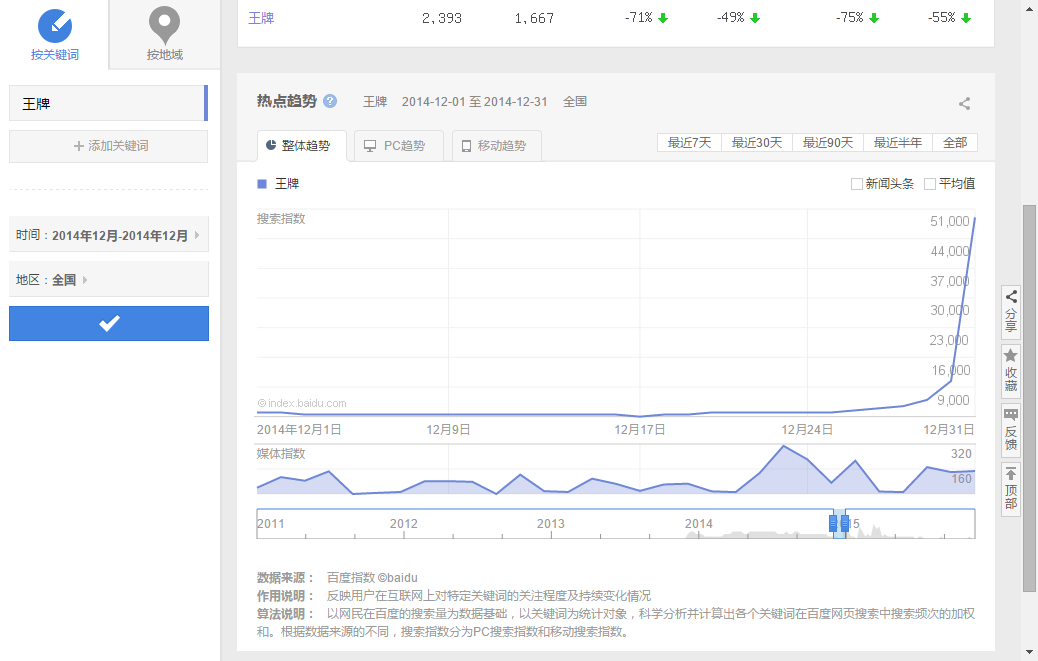 按关键词 按地域
王牌
+ 添加关键词
时间：2014年12月-2014年12月
地区：全国
王牌 2,393 1,667 -71% -49% -75% -55%
热点趋势 ? 王牌 2014-12-01 至 2014-12-31 全国
整体趋势 PC趋势 移动趋势 最近7天 最近30天 最近90天 最近半年 全部
王牌 新闻头条 平均值
搜索指数
51,000
44,000
37,000
30,000
23,000
16,000
9,000
© index.baidu.com
2014年12月1日 12月9日 12月17日 12月24日 12月31日
媒体指数
320
160
2011 2012 2013 2014 15
数据来源： 百度指数 ©baidu
作用说明： 反映用户在互联网上对特定关键词的关注程度及持续变化情况
算法说明： 以网民在百度的搜索量为数据基础，以关键词为统计对象，科学分析并计算出各个关键词在百度网页搜索中搜索频次的加权
和。根据数据来源的不同，搜索指数分为PC搜索指数和移动搜索指数。
分享
收藏
反馈
顶部